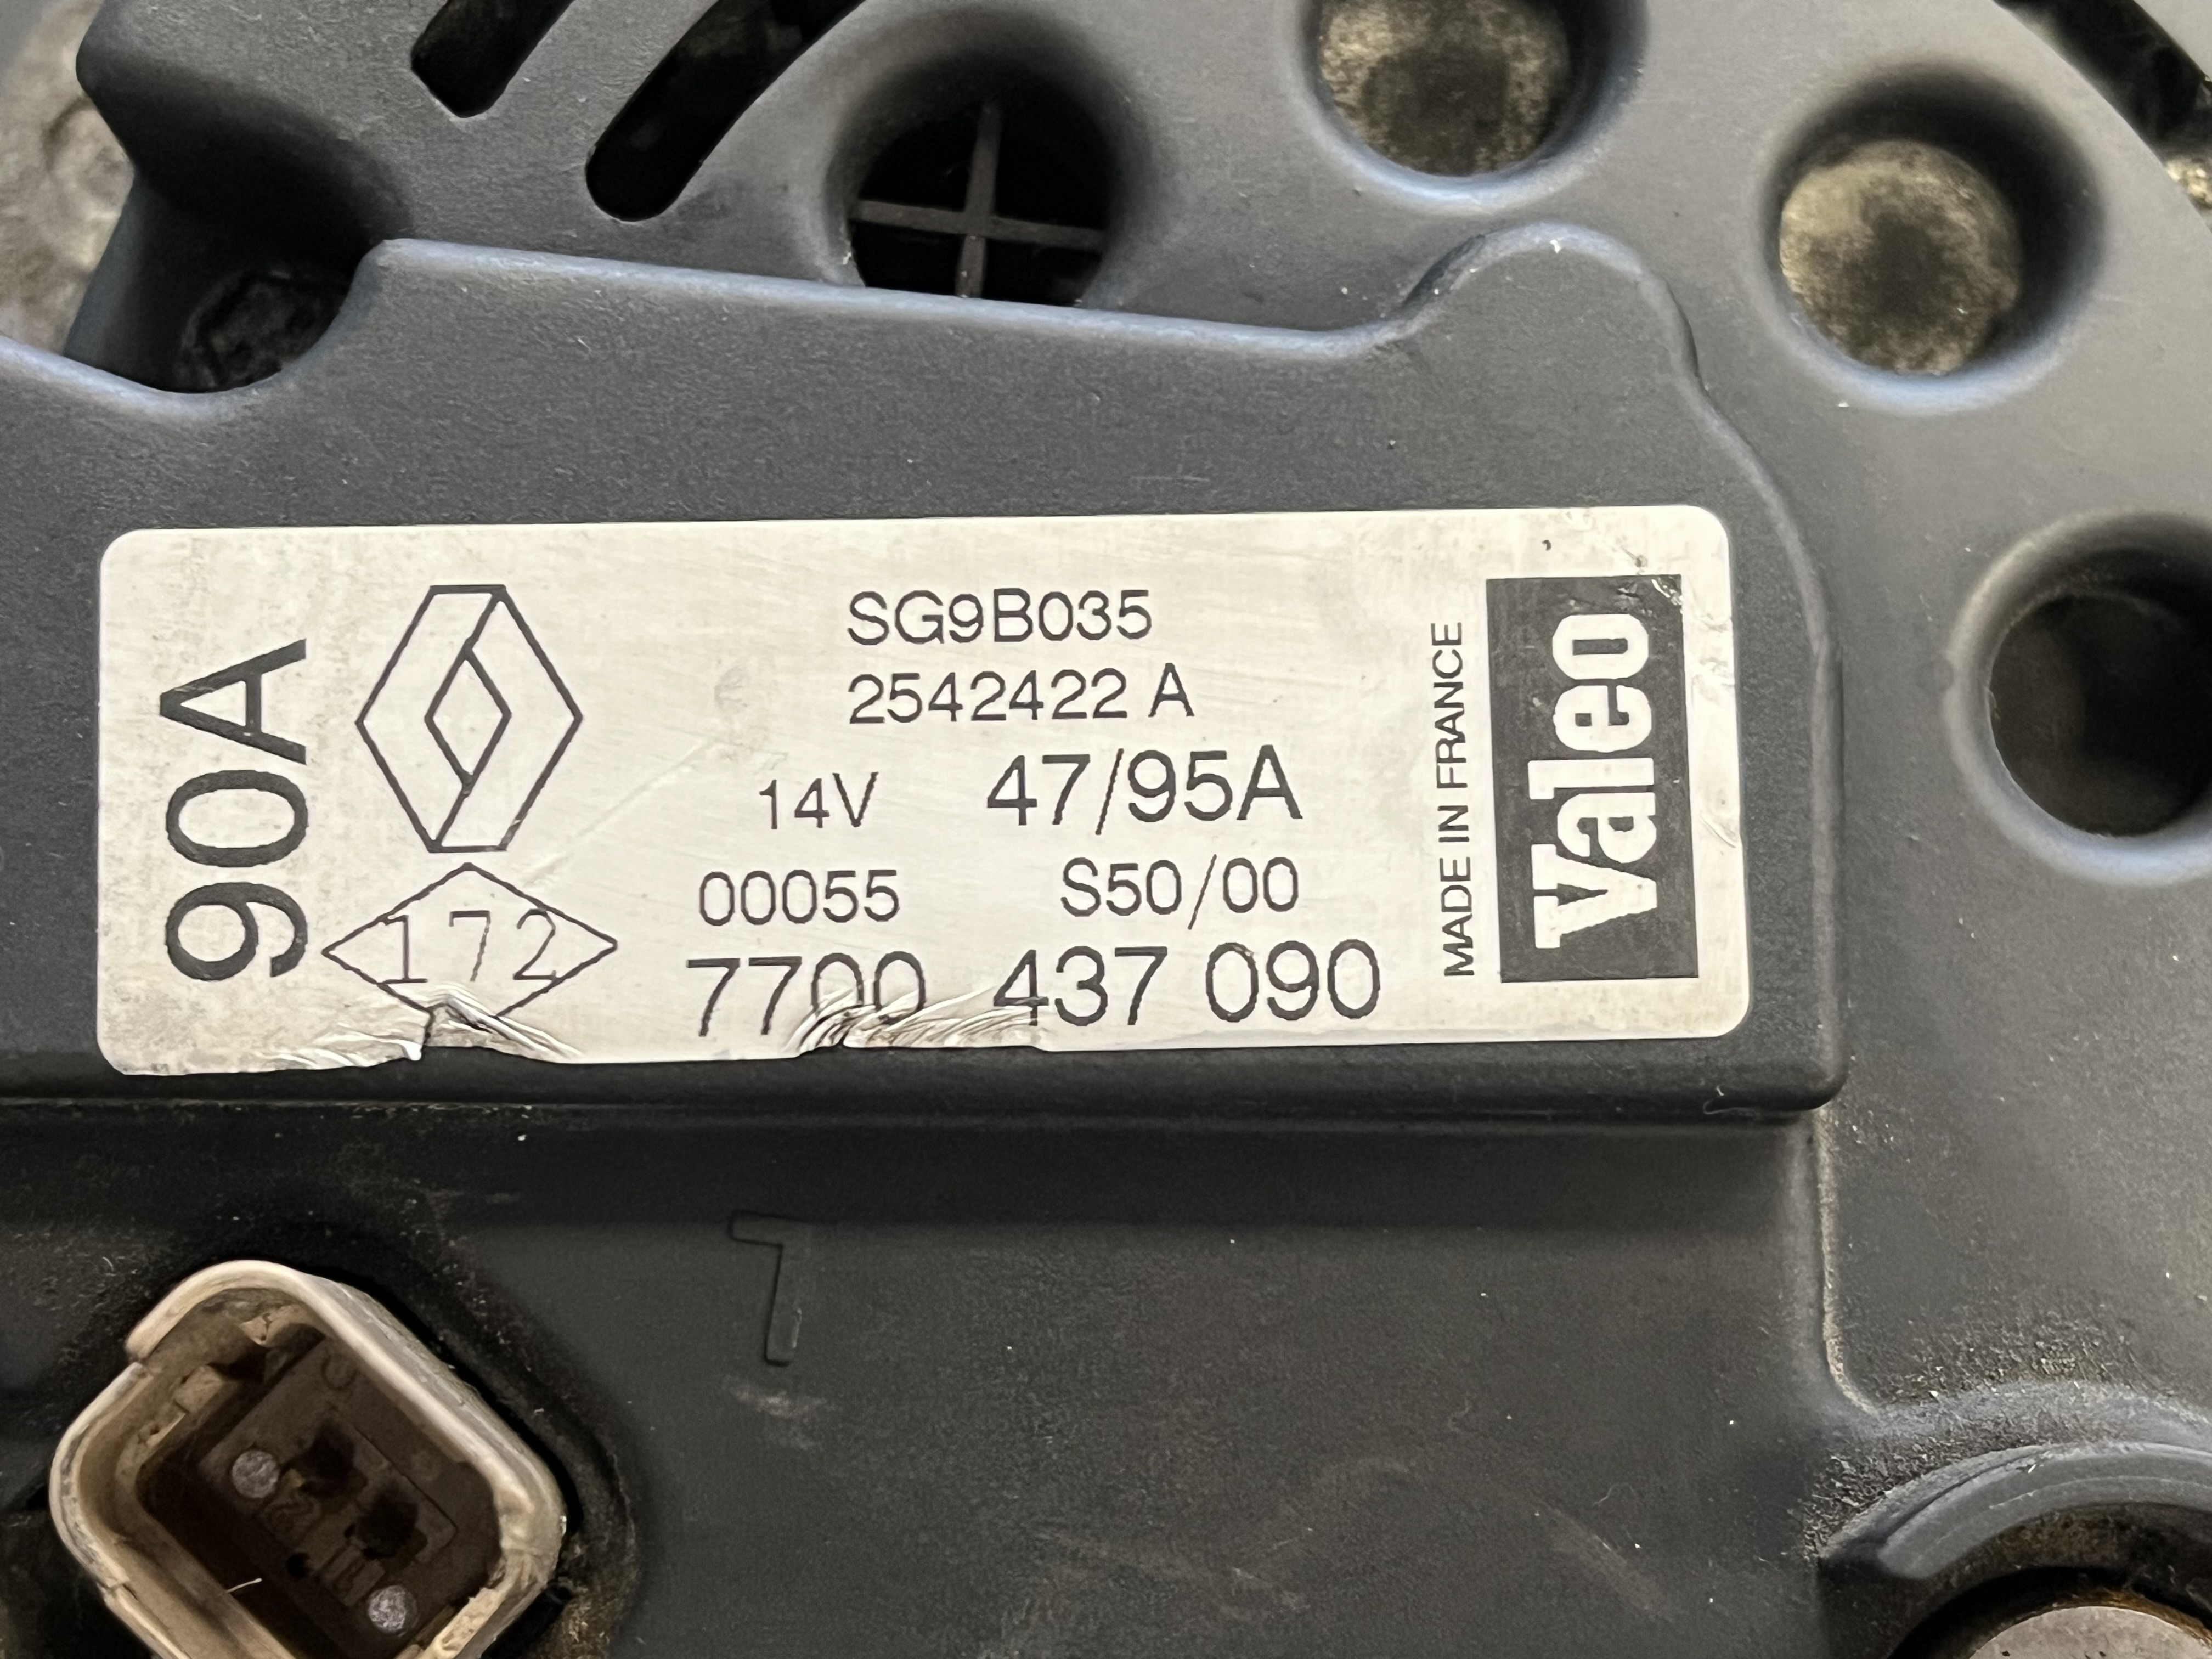 90A
172
SG9B035
2542422 A
14V 47/95A
00055 S50/00
7700 437 090
MADE IN FRANCE
Valeo